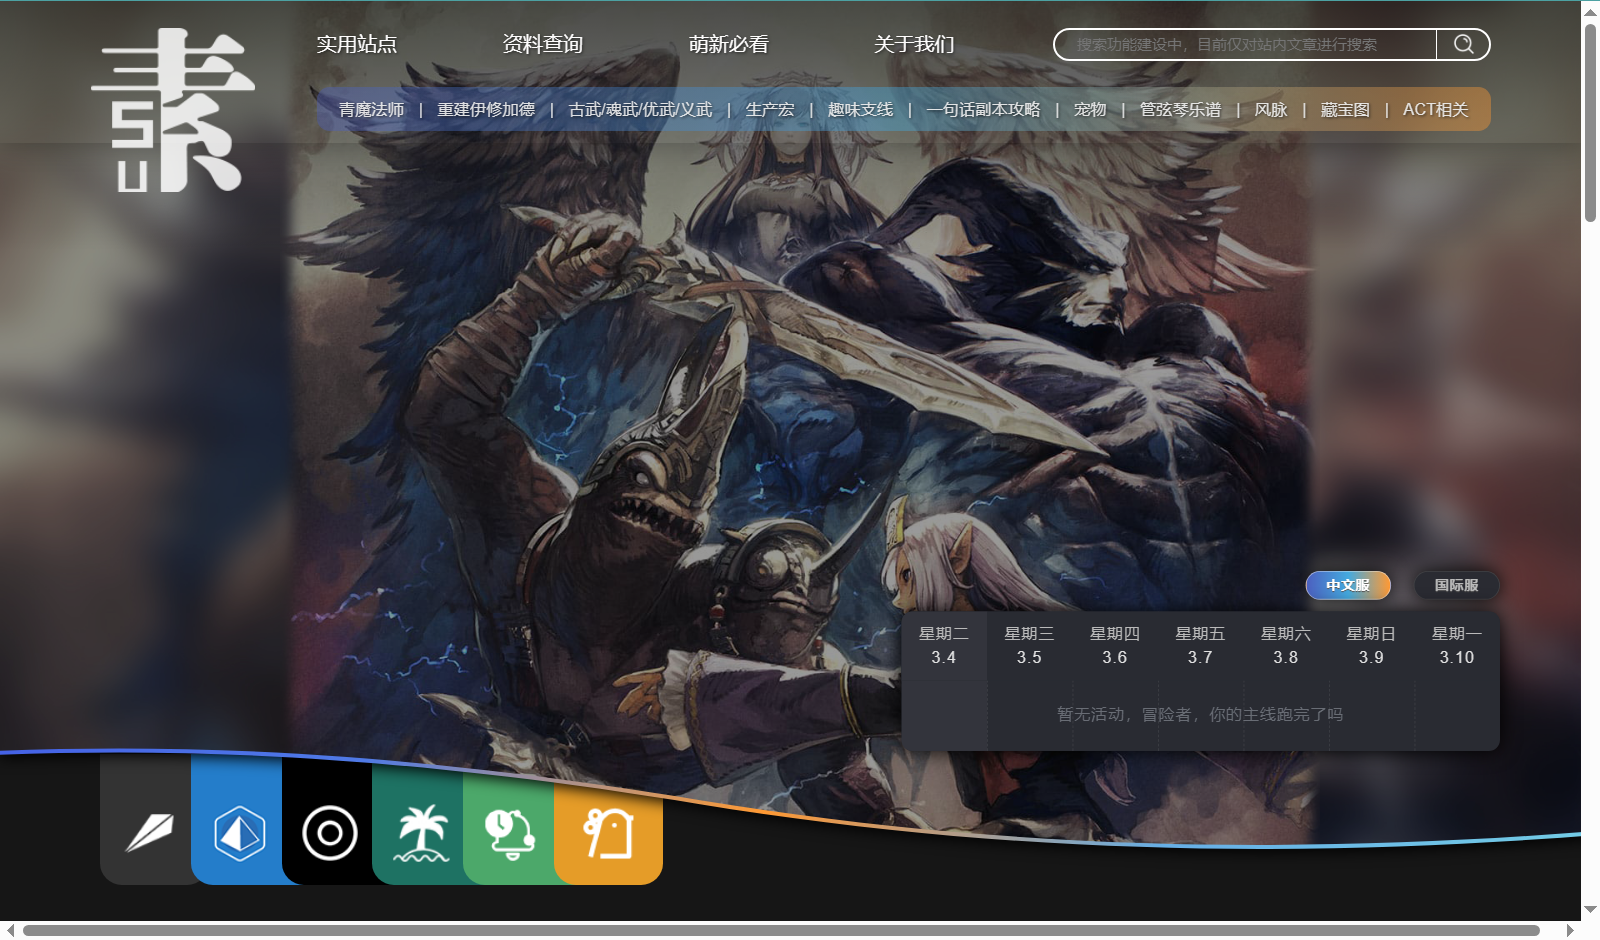 素
SU
实用站点 资料查询 萌新必看 关于我们
搜索功能建设中，目前仅对站内文章进行搜索
青魔法师 | 重建伊修加德 | 古武/魂武/优武/义武 | 生产宏 | 趣味支线 | 一句话副本攻略 | 宠物 | 管弦琴乐谱 | 风脉 | 藏宝图 | ACT相关
中文服 国际服
星期二 星期三 星期四 星期五 星期六 星期日 星期一
3.4 3.5 3.6 3.7 3.8 3.9 3.10
暂无活动，冒险者，你的主线跑完了吗